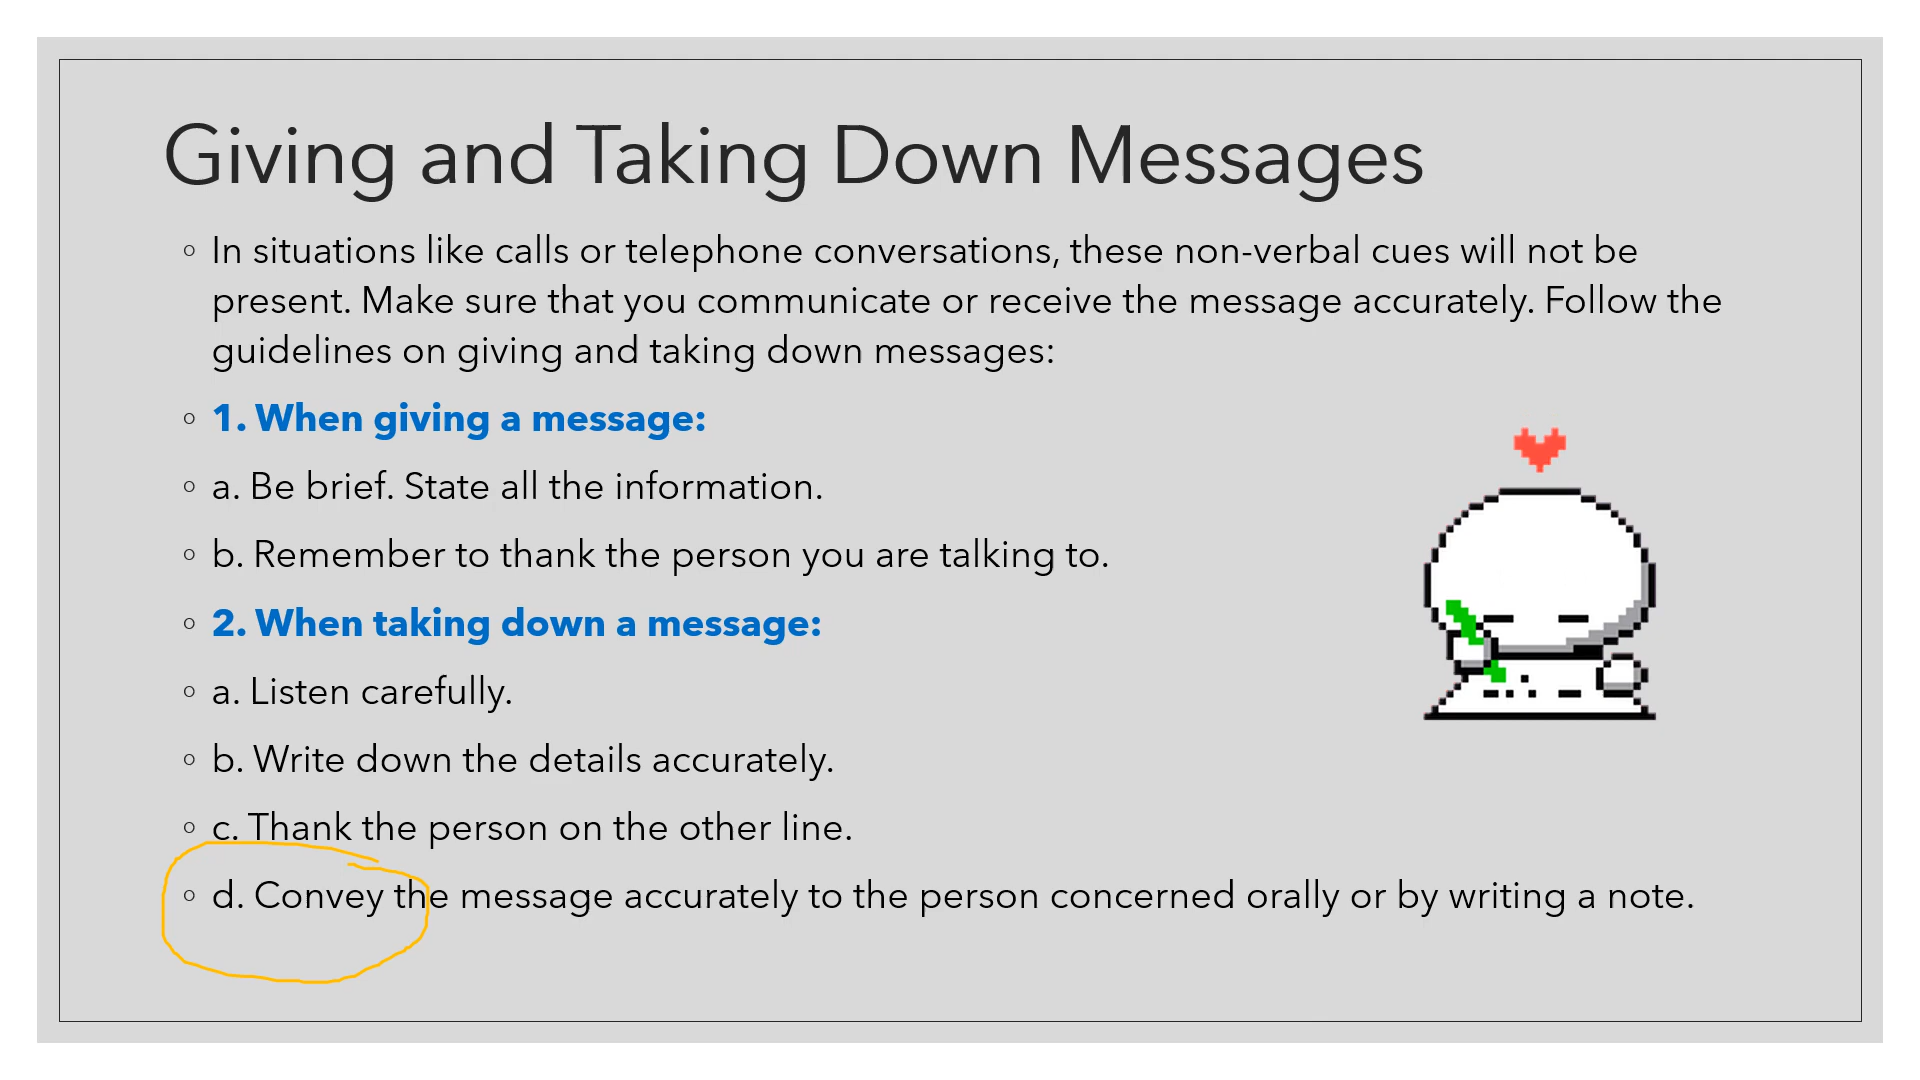 Giving and Taking Down Messages
◦ In situations like calls or telephone conversations, these non-verbal cues will not be
present. Make sure that you communicate or receive the message accurately. Follow the
guidelines on giving and taking down messages:
◦ 1. When giving a message:
◦ a. Be brief. State all the information.
◦ b. Remember to thank the person you are talking to.
◦ 2. When taking down a message:
◦ a. Listen carefully.
◦ b. Write down the details accurately.
◦ c. Thank the person on the other line.
◦ d. Convey the message accurately to the person concerned orally or by writing a note.